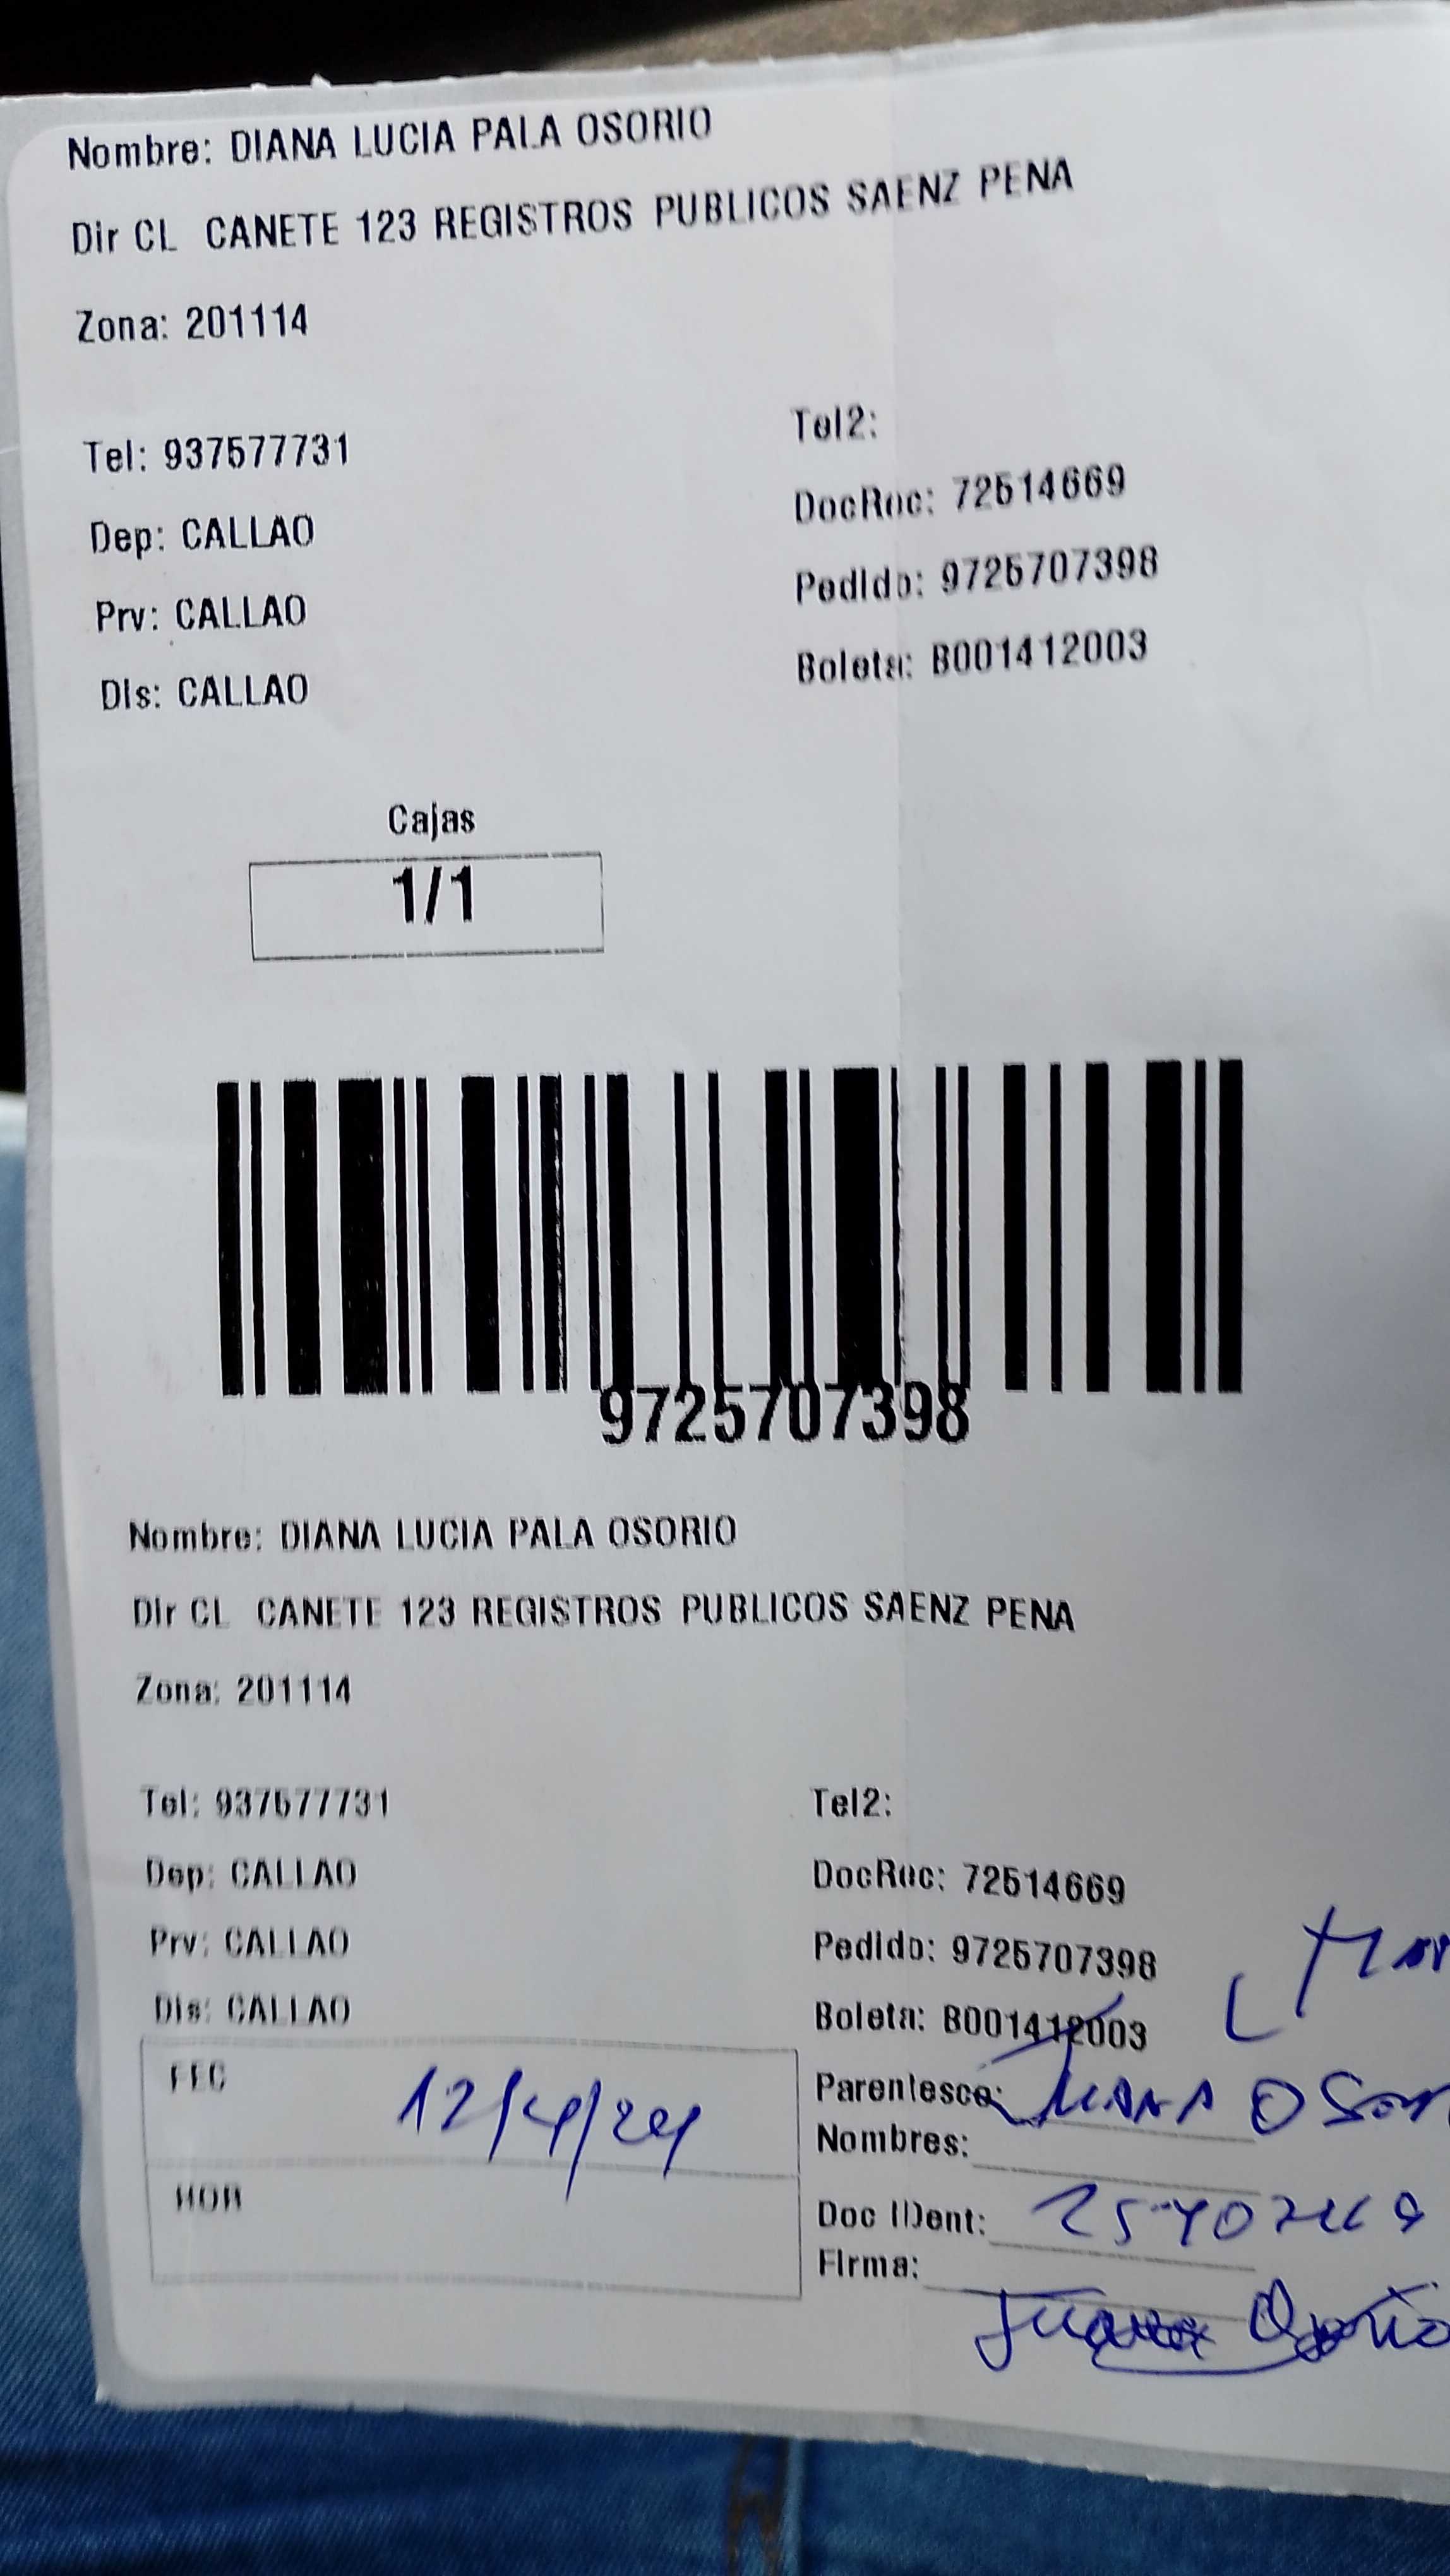 Nombre: DIANA LUCIA PALA OSORIO
Dir CL CANETE 123 REGISTROS PUBLICOS SAENZ PENA
Zona: 201114
Tel: 937577731
Dep: CALLAO
Prv: CALLAO
Dis: CALLAO
Tel2:
DocRec: 72514669
Pedido: 9725707398
Boleta: B001412003
Cajas
1/1
9725707398
Nombre: DIANA LUCIA PALA OSORIO
Dir CL CANETE 123 REGISTROS PUBLICOS SAENZ PENA
Zona: 201114
Tel: 937577731
Dep: CALLAO
Prv: CALLAO
Dis: CALLAO
Tel2:
DocRec: 72514669
Pedido: 9725707398
Boleta: B001412003
FEC 12/4/24
HOR
Parentesco:
Nombres:
Doc IDent:
Firma: Juana Osorio